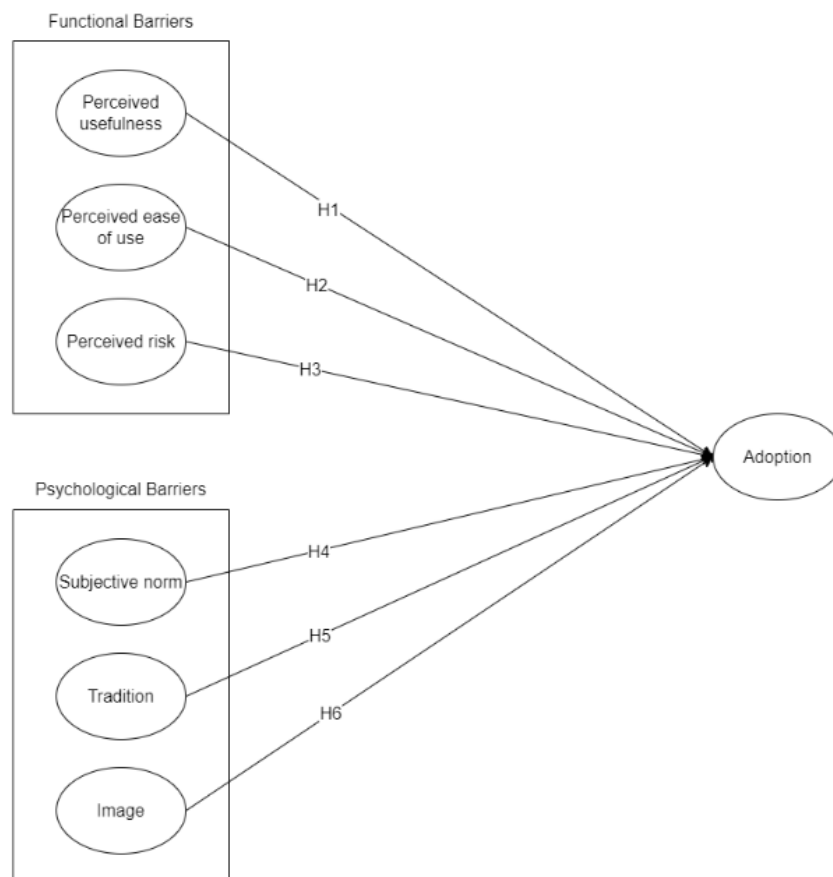 Functional Barriers
Perceived
usefulness
H1
Perceived ease
of use
H2
Perceived risk
H3
Adoption
Psychological Barriers
Subjective norm
H4
Tradition
H5
Image
H6